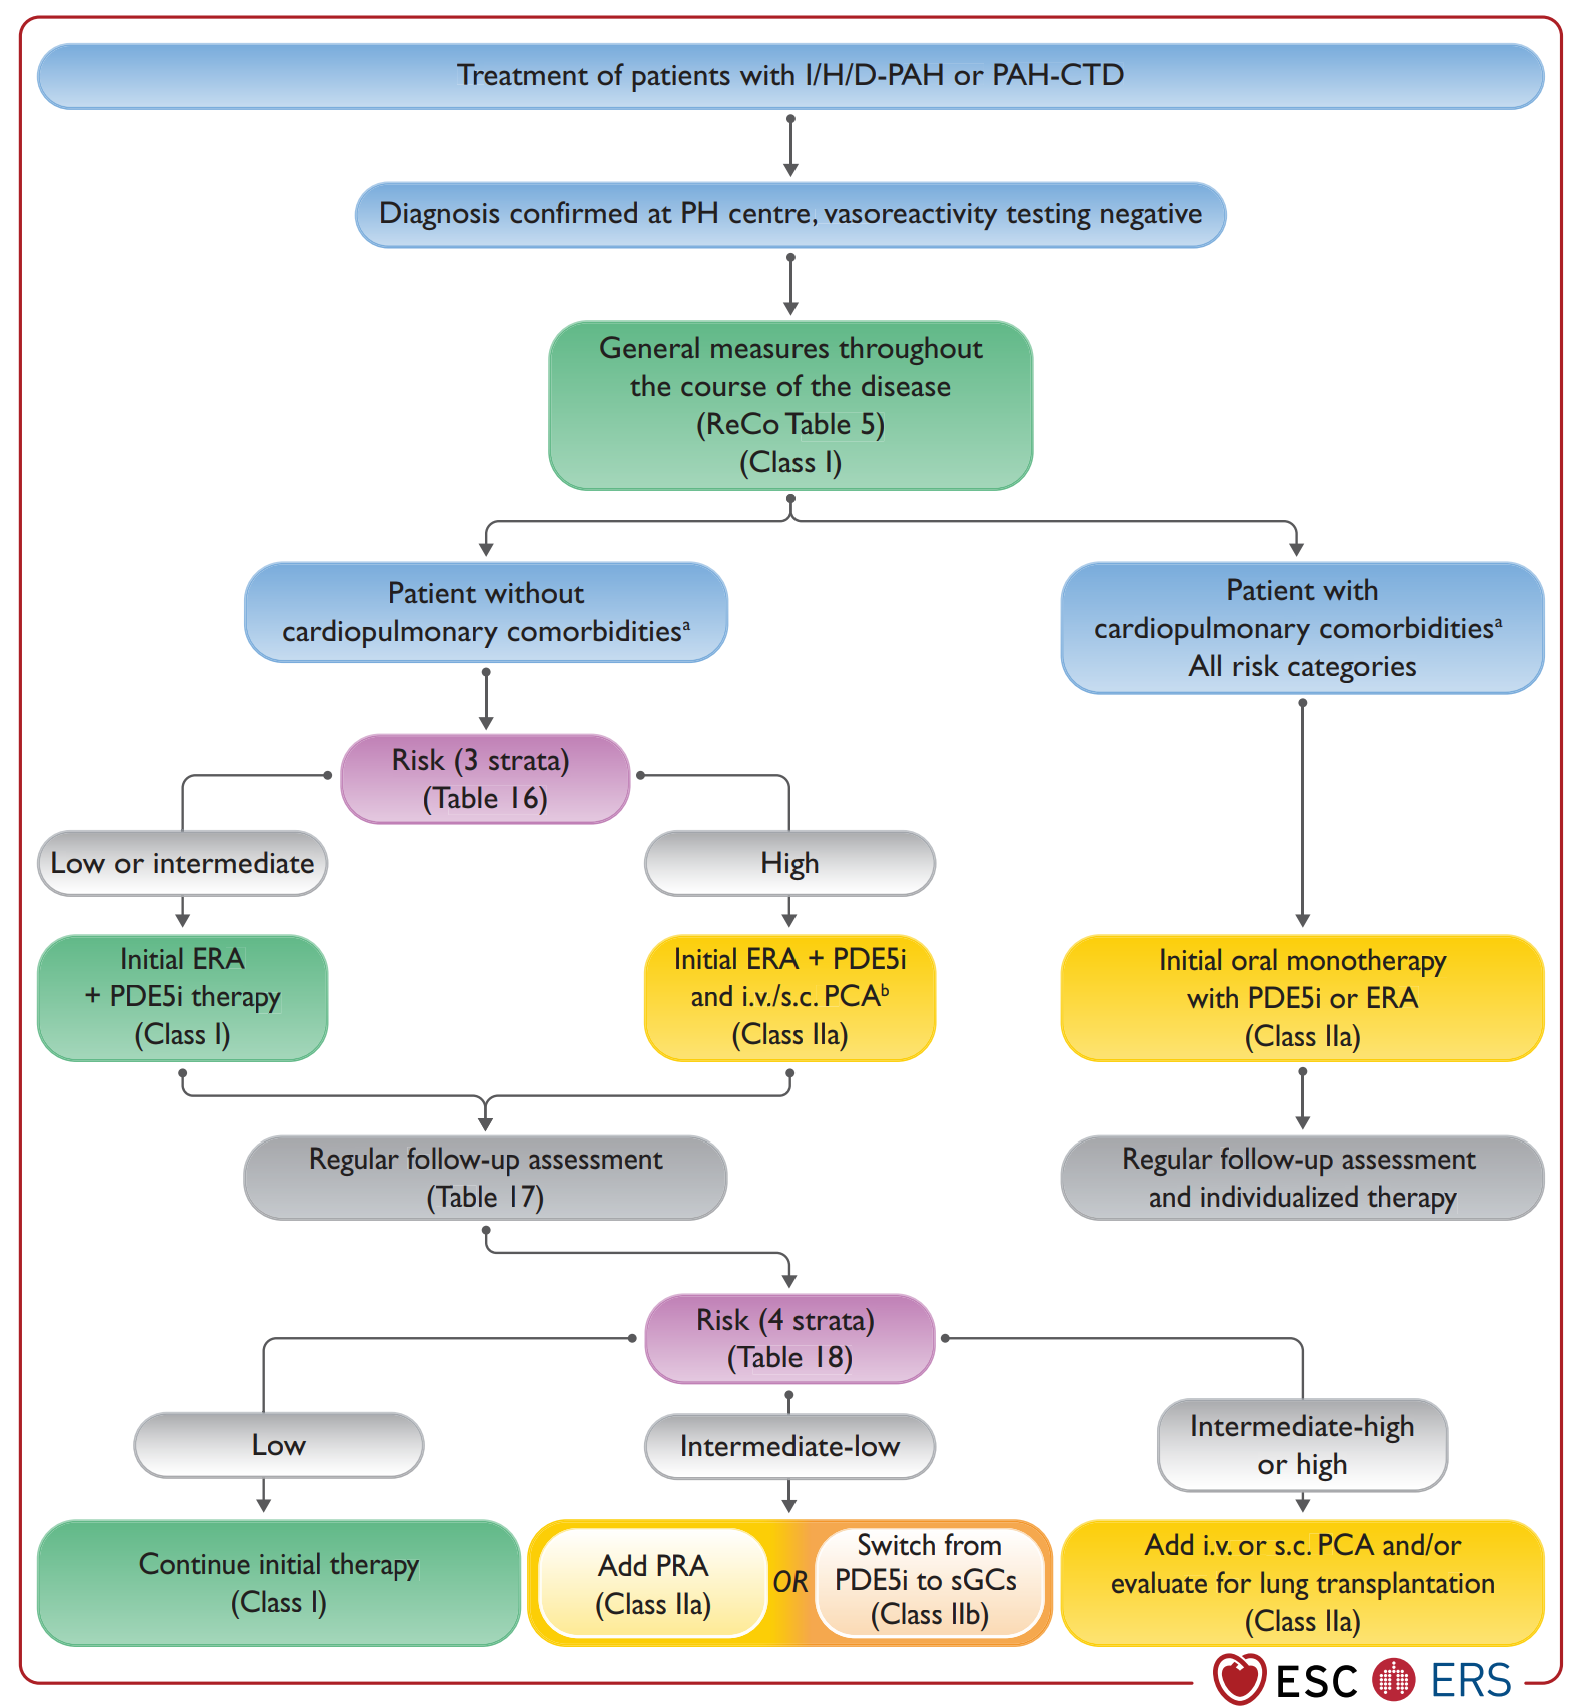 Treatment of patients with I/H/D-PAH or PAH-CTD
Diagnosis confirmed at PH centre, vasoreactivity testing negative
General measures throughout
the course of the disease
(ReCo Table 5)
(Class I)
Patient without
cardiopulmonary comorbiditiesᵃ
Patient with
cardiopulmonary comorbiditiesᵃ
All risk categories
Risk (3 strata)
(Table 16)
Low or intermediate
High
Initial ERA
+ PDE5i therapy
(Class I)
Initial ERA + PDE5i
and i.v./s.c. PCAᵇ
(Class IIa)
Initial oral monotherapy
with PDE5i or ERA
(Class IIa)
Regular follow-up assessment
(Table 17)
Regular follow-up assessment
and individualized therapy
Risk (4 strata)
(Table 18)
Low
Intermediate-low
Intermediate-high
or high
Continue initial therapy
(Class I)
Add PRA
(Class IIa)
OR
Switch from
PDE5i to sGCs
(Class IIb)
Add i.v. or s.c. PCA and/or
evaluate for lung transplantation
(Class IIa)
ESC ERS